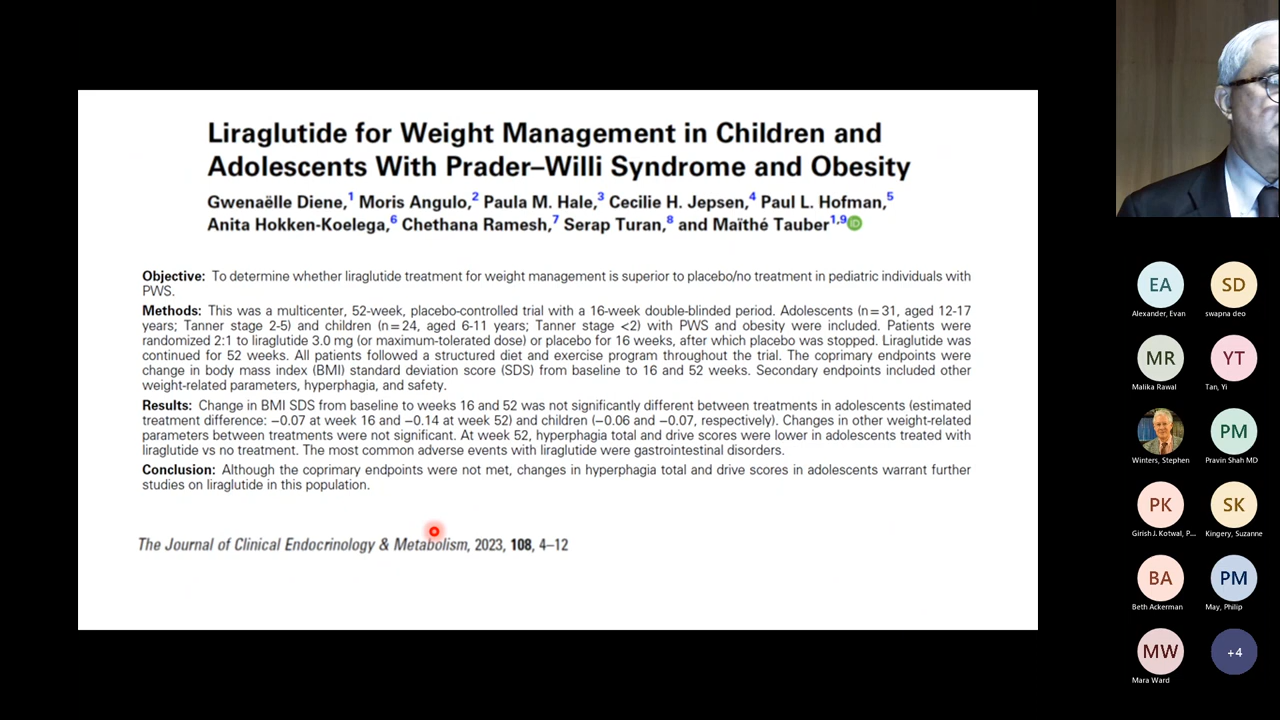 Liraglutide for Weight Management in Children and
Adolescents With Prader–Willi Syndrome and Obesity
Gwenaëlle Diene,1 Moris Angulo,2 Paula M. Hale,3 Cecilie H. Jepsen,4 Paul L. Hofman,5
Anita Hokken-Koelega,6 Chethana Ramesh,7 Serap Turan,8 and Maïthé Tauber1,9 iD
Objective: To determine whether liraglutide treatment for weight management is superior to placebo/no treatment in pediatric individuals with
PWS.
Methods: This was a multicenter, 52-week, placebo-controlled trial with a 16-week double-blinded period. Adolescents (n=31, aged 12-17
years; Tanner stage 2-5) and children (n=24, aged 6-11 years; Tanner stage <2) with PWS and obesity were included. Patients were
randomized 2:1 to liraglutide 3.0 mg (or maximum-tolerated dose) or placebo for 16 weeks, after which placebo was stopped. Liraglutide was
continued for 52 weeks. All patients followed a structured diet and exercise program throughout the trial. The coprimary endpoints were
change in body mass index (BMI) standard deviation score (SDS) from baseline to 16 and 52 weeks. Secondary endpoints included other
weight-related parameters, hyperphagia, and safety.
Results: Change in BMI SDS from baseline to weeks 16 and 52 was not significantly different between treatments in adolescents (estimated
treatment difference: −0.07 at week 16 and −0.14 at week 52) and children (−0.06 and −0.07, respectively). Changes in other weight-related
parameters between treatments were not significant. At week 52, hyperphagia total and drive scores were lower in adolescents treated with
liraglutide vs no treatment. The most common adverse events with liraglutide were gastrointestinal disorders.
Conclusion: Although the coprimary endpoints were not met, changes in hyperphagia total and drive scores in adolescents warrant further
studies on liraglutide in this population.
The Journal of Clinical Endocrinology & Metabolism, 2023, 108, 4–12
EA
SD
Alexander, Evan
swapna deo
MR
YT
Malika Rawal
Tan, Yi
PM
Winters, Stephen
Pravin Shah MD
PK
SK
Girish J. Kotwal, P...
Kingery, Suzanne
BA
PM
Beth Ackerman
May, Philip
MW
+4
Mara Ward